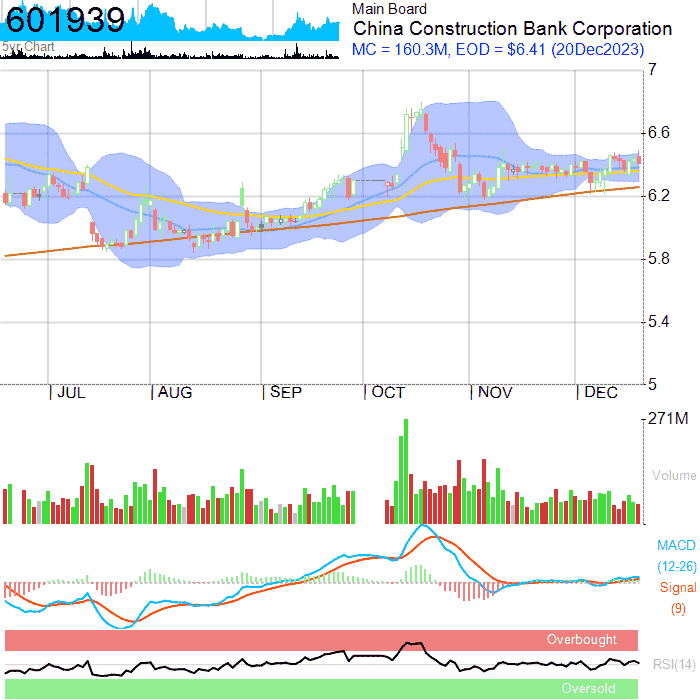 601939
5yr Chart
Main Board
China Construction Bank Corporation
MC = 160.3M, EOD = $6.41 (20Dec2023)
7
6.6
6.2
5.8
5.4
5
JUL AUG SEP OCT NOV DEC
271M
Volume
MACD
(12-26)
Signal
(9)
Overbought
RSI(14)
Oversold